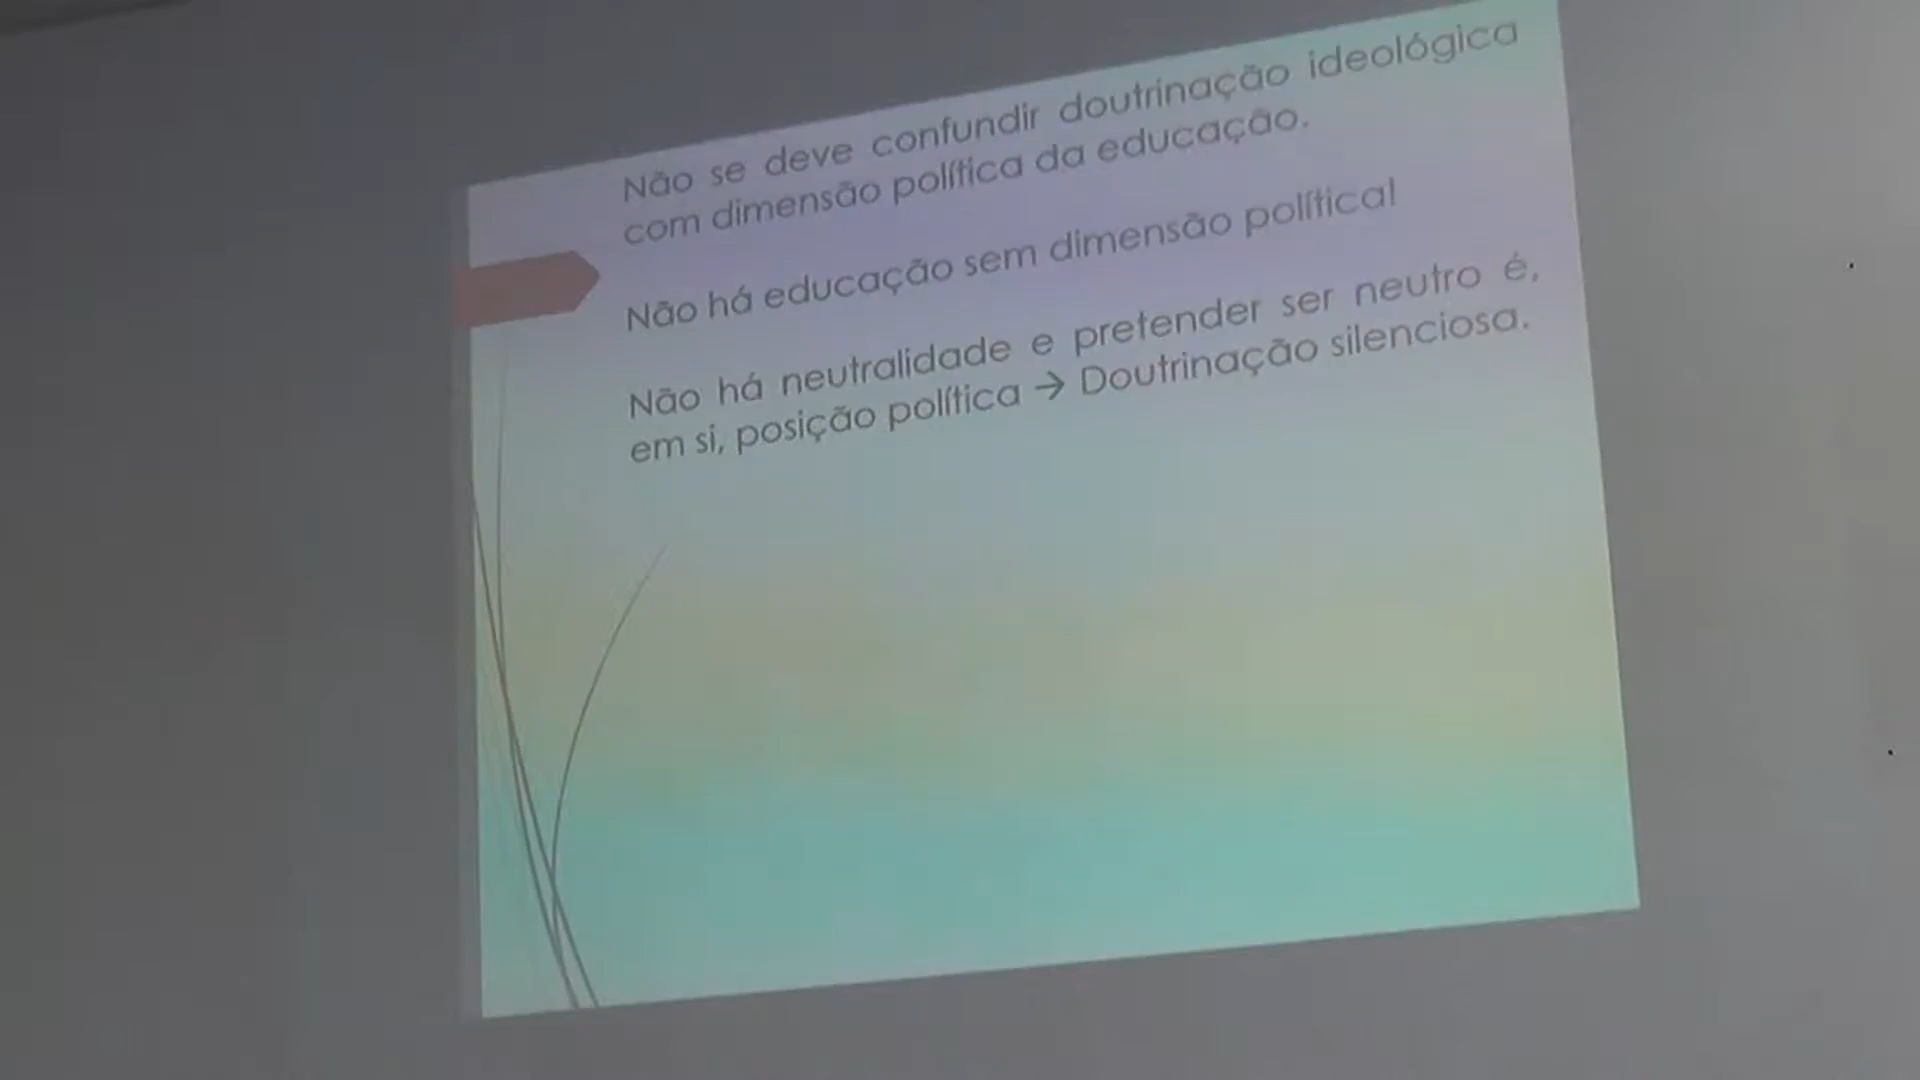 Não se deve confundir doutrinação ideológica
com dimensão política da educação.
Não há educação sem dimensão política!
Não há neutralidade e pretender ser neutro é,
em si, posição política → Doutrinação silenciosa.